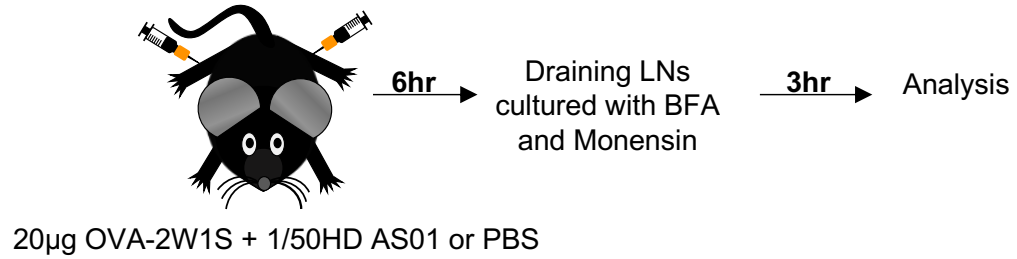 6hr
Draining LNs
cultured with BFA
and Monensin
3hr
Analysis
20µg OVA-2W1S + 1/50HD AS01 or PBS